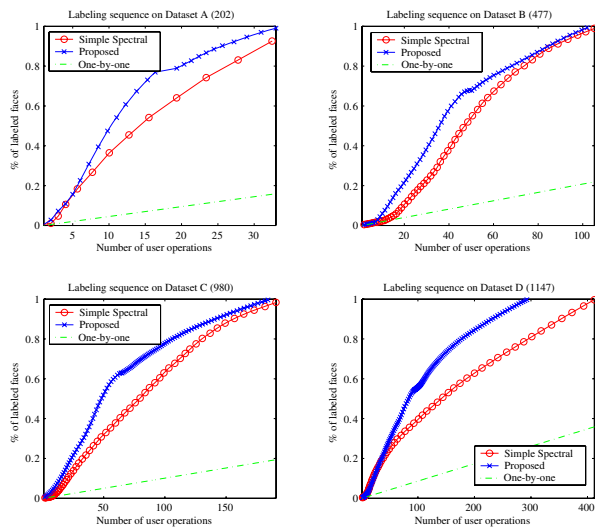 Labeling sequence on Dataset A (202)
1
0.8
0.6
0.4
0.2
0
% of labeled faces
Simple Spectral
Proposed
One-by-one
5 10 15 20 25 30
Number of user operations
Labeling sequence on Dataset B (477)
1
0.8
0.6
0.4
0.2
0
% of labeled faces
Simple Spectral
Proposed
One-by-one
20 40 60 80 100
Number of user operations
Labeling sequence on Dataset C (980)
1
0.8
0.6
0.4
0.2
0
% of labeled faces
Simple Spectral
Proposed
One-by-one
50 100 150
Number of user operations
Labeling sequence on Dataset D (1147)
1
0.8
0.6
0.4
0.2
0
% of labeled faces
Simple Spectral
Proposed
One-by-one
100 200 300 400
Number of user operations